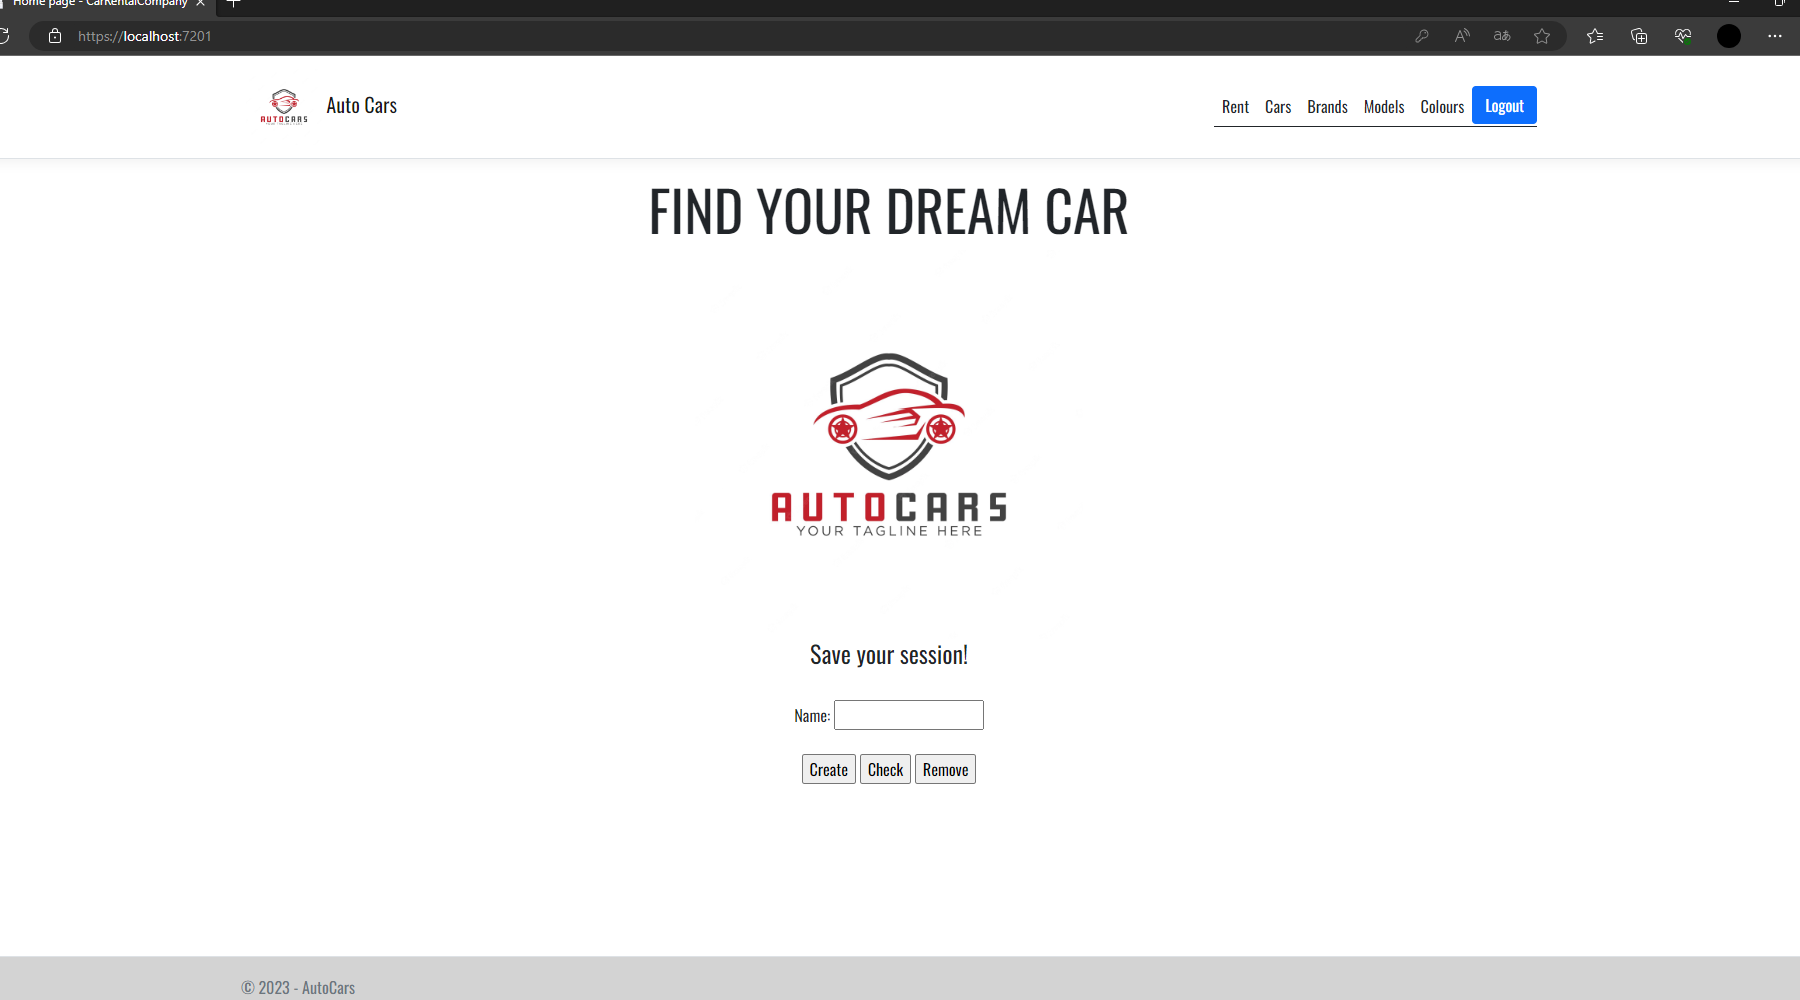 Home page - CarRentalCompany
https://localhost:7201
AUTOCARS
Auto Cars
Rent Cars Brands Models Colours Logout
FIND YOUR DREAM CAR
AUTOCARS
YOUR TAGLINE HERE
Save your session!
Name:
Create Check Remove
© 2023 - AutoCars